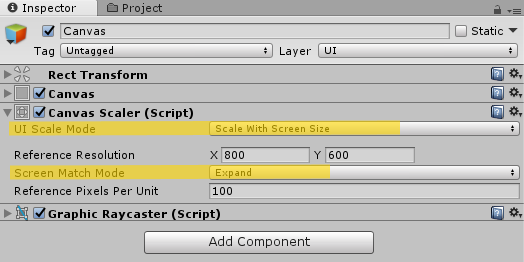 Inspector Project
Canvas Static
Tag Untagged Layer UI
Rect Transform
Canvas
Canvas Scaler (Script)
UI Scale Mode Scale With Screen Size
Reference Resolution X 800 Y 600
Screen Match Mode Expand
Reference Pixels Per Unit 100
Graphic Raycaster (Script)
Add Component